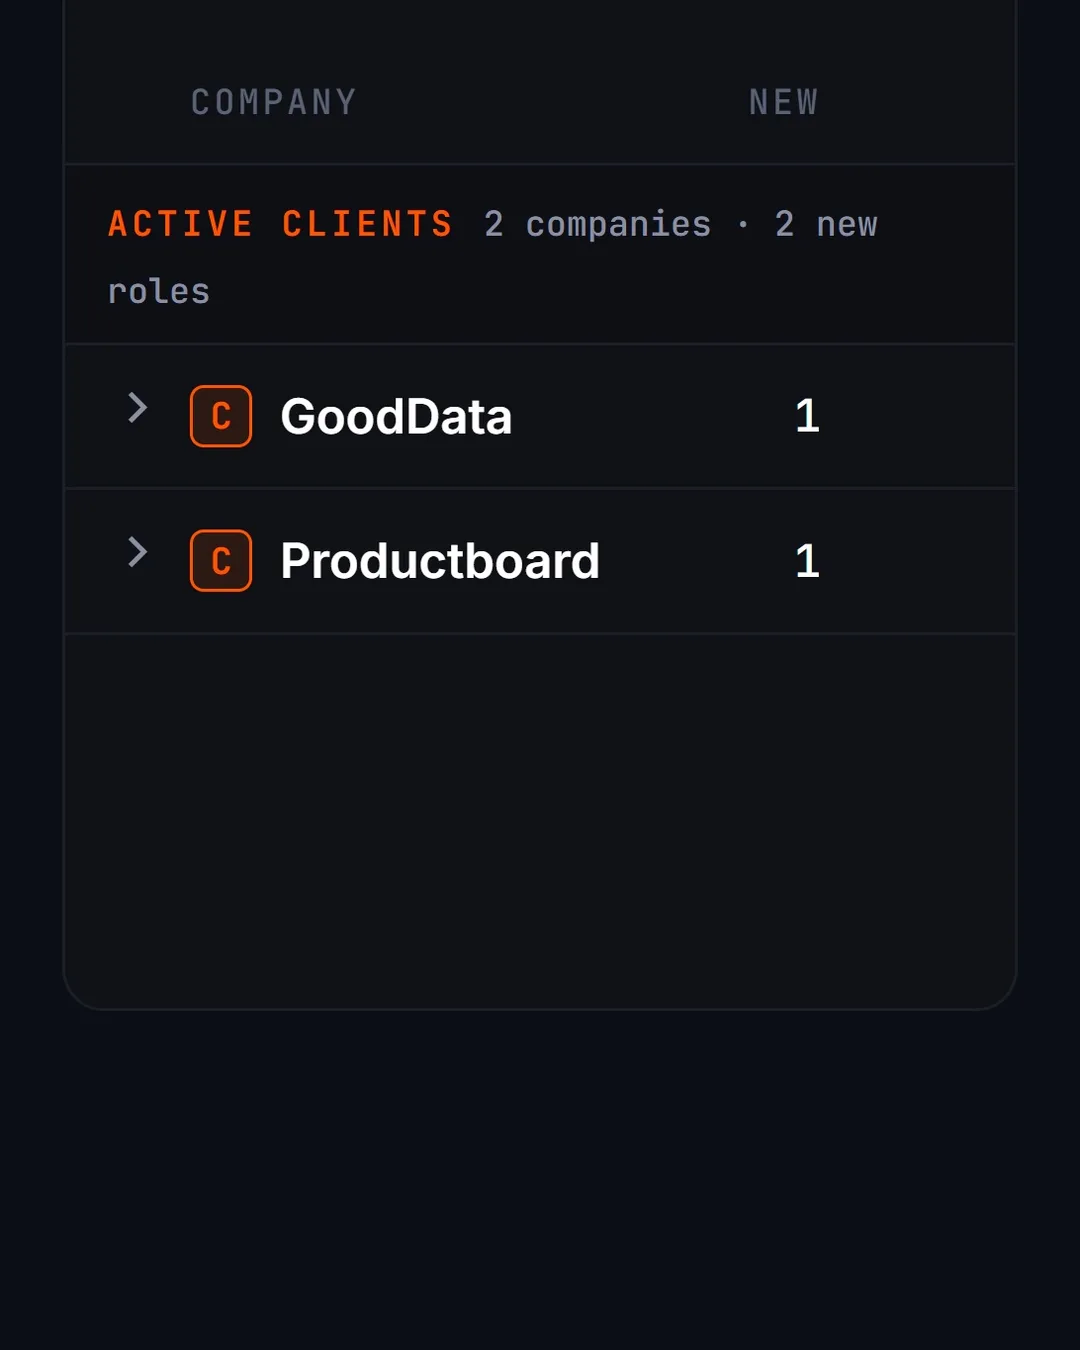 COMPANY NEW
ACTIVE CLIENTS 2 companies · 2 new
roles
C GoodData 1
C Productboard 1